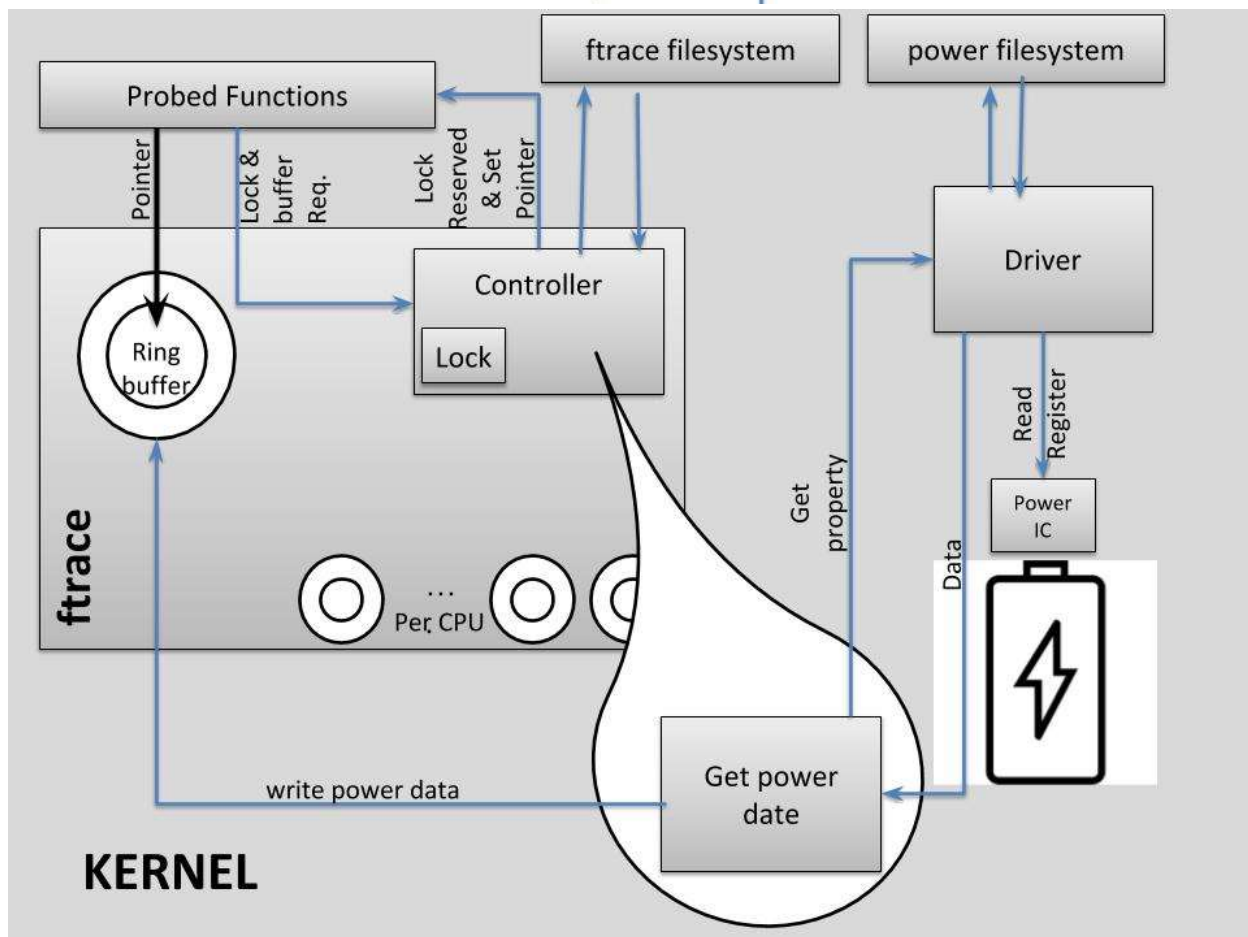 ftrace filesystem
power filesystem
Probed Functions
Pointer
Lock &
buffer
Req.
Lock
Reserved
& Set
Pointer
Controller
Lock
Driver
Ring
buffer
Read
Register
Get
property
Power
IC
Data
ftrace
...
Per CPU
Get power
date
write power data
KERNEL